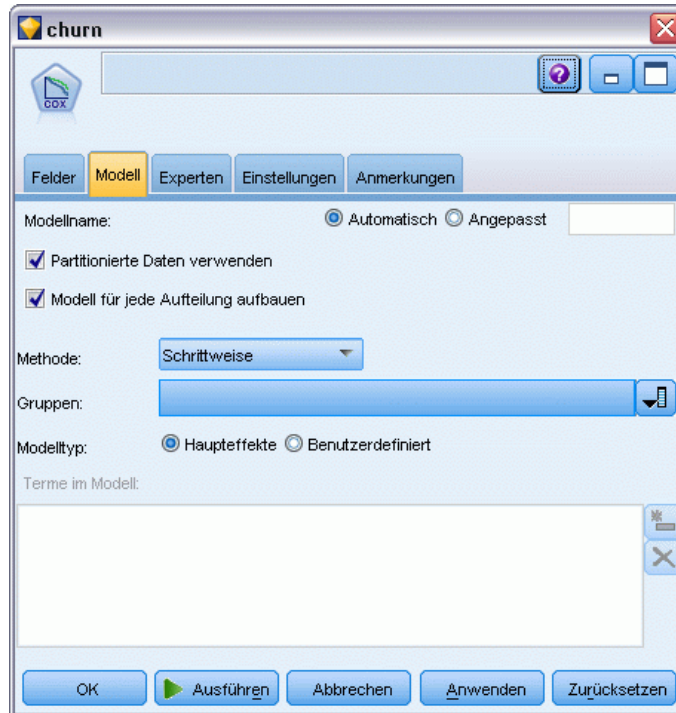 churn
COX
Felder Modell Experten Einstellungen Anmerkungen
Modellname: Automatisch Angepasst
Partitionierte Daten verwenden
Modell für jede Aufteilung aufbauen
Methode: Schrittweise
Gruppen:
Modelltyp: Haupteffekte Benutzerdefiniert
Terme im Modell:
OK Ausführen Abbrechen Anwenden Zurücksetzen